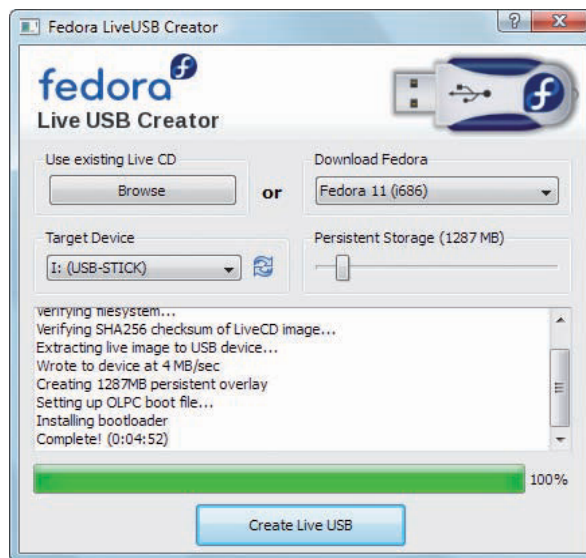 Fedora LiveUSB Creator
fedora
Live USB Creator
Use existing Live CD
Browse
or
Download Fedora
Fedora 11 (i686)
Target Device
I: (USB-STICK)
Persistent Storage (1287 MB)
Verifying filesystem...
Verifying SHA256 checksum of LiveCD image...
Extracting live image to USB device...
Wrote to device at 4 MB/sec
Creating 1287MB persistent overlay
Setting up OLPC boot file...
Installing bootloader
Complete! (0:04:52)
100%
Create Live USB